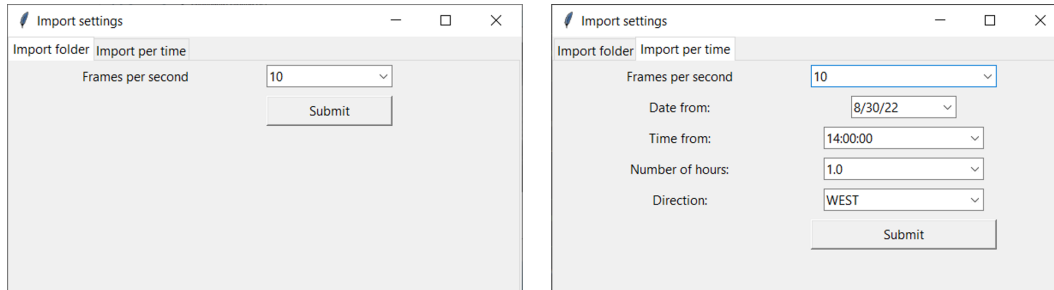 Import settings
Import folder Import per time
Frames per second 10
Submit
Import settings
Import folder Import per time
Frames per second 10
Date from: 8/30/22
Time from: 14:00:00
Number of hours: 1.0
Direction: WEST
Submit